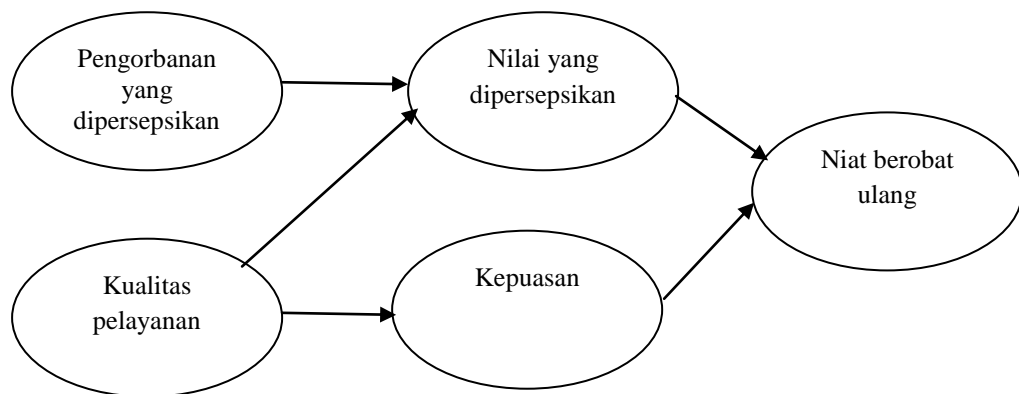 Pengorbanan
yang
dipersepsikan
Nilai yang
dipersepsikan
Niat berobat
ulang
Kualitas
pelayanan
Kepuasan